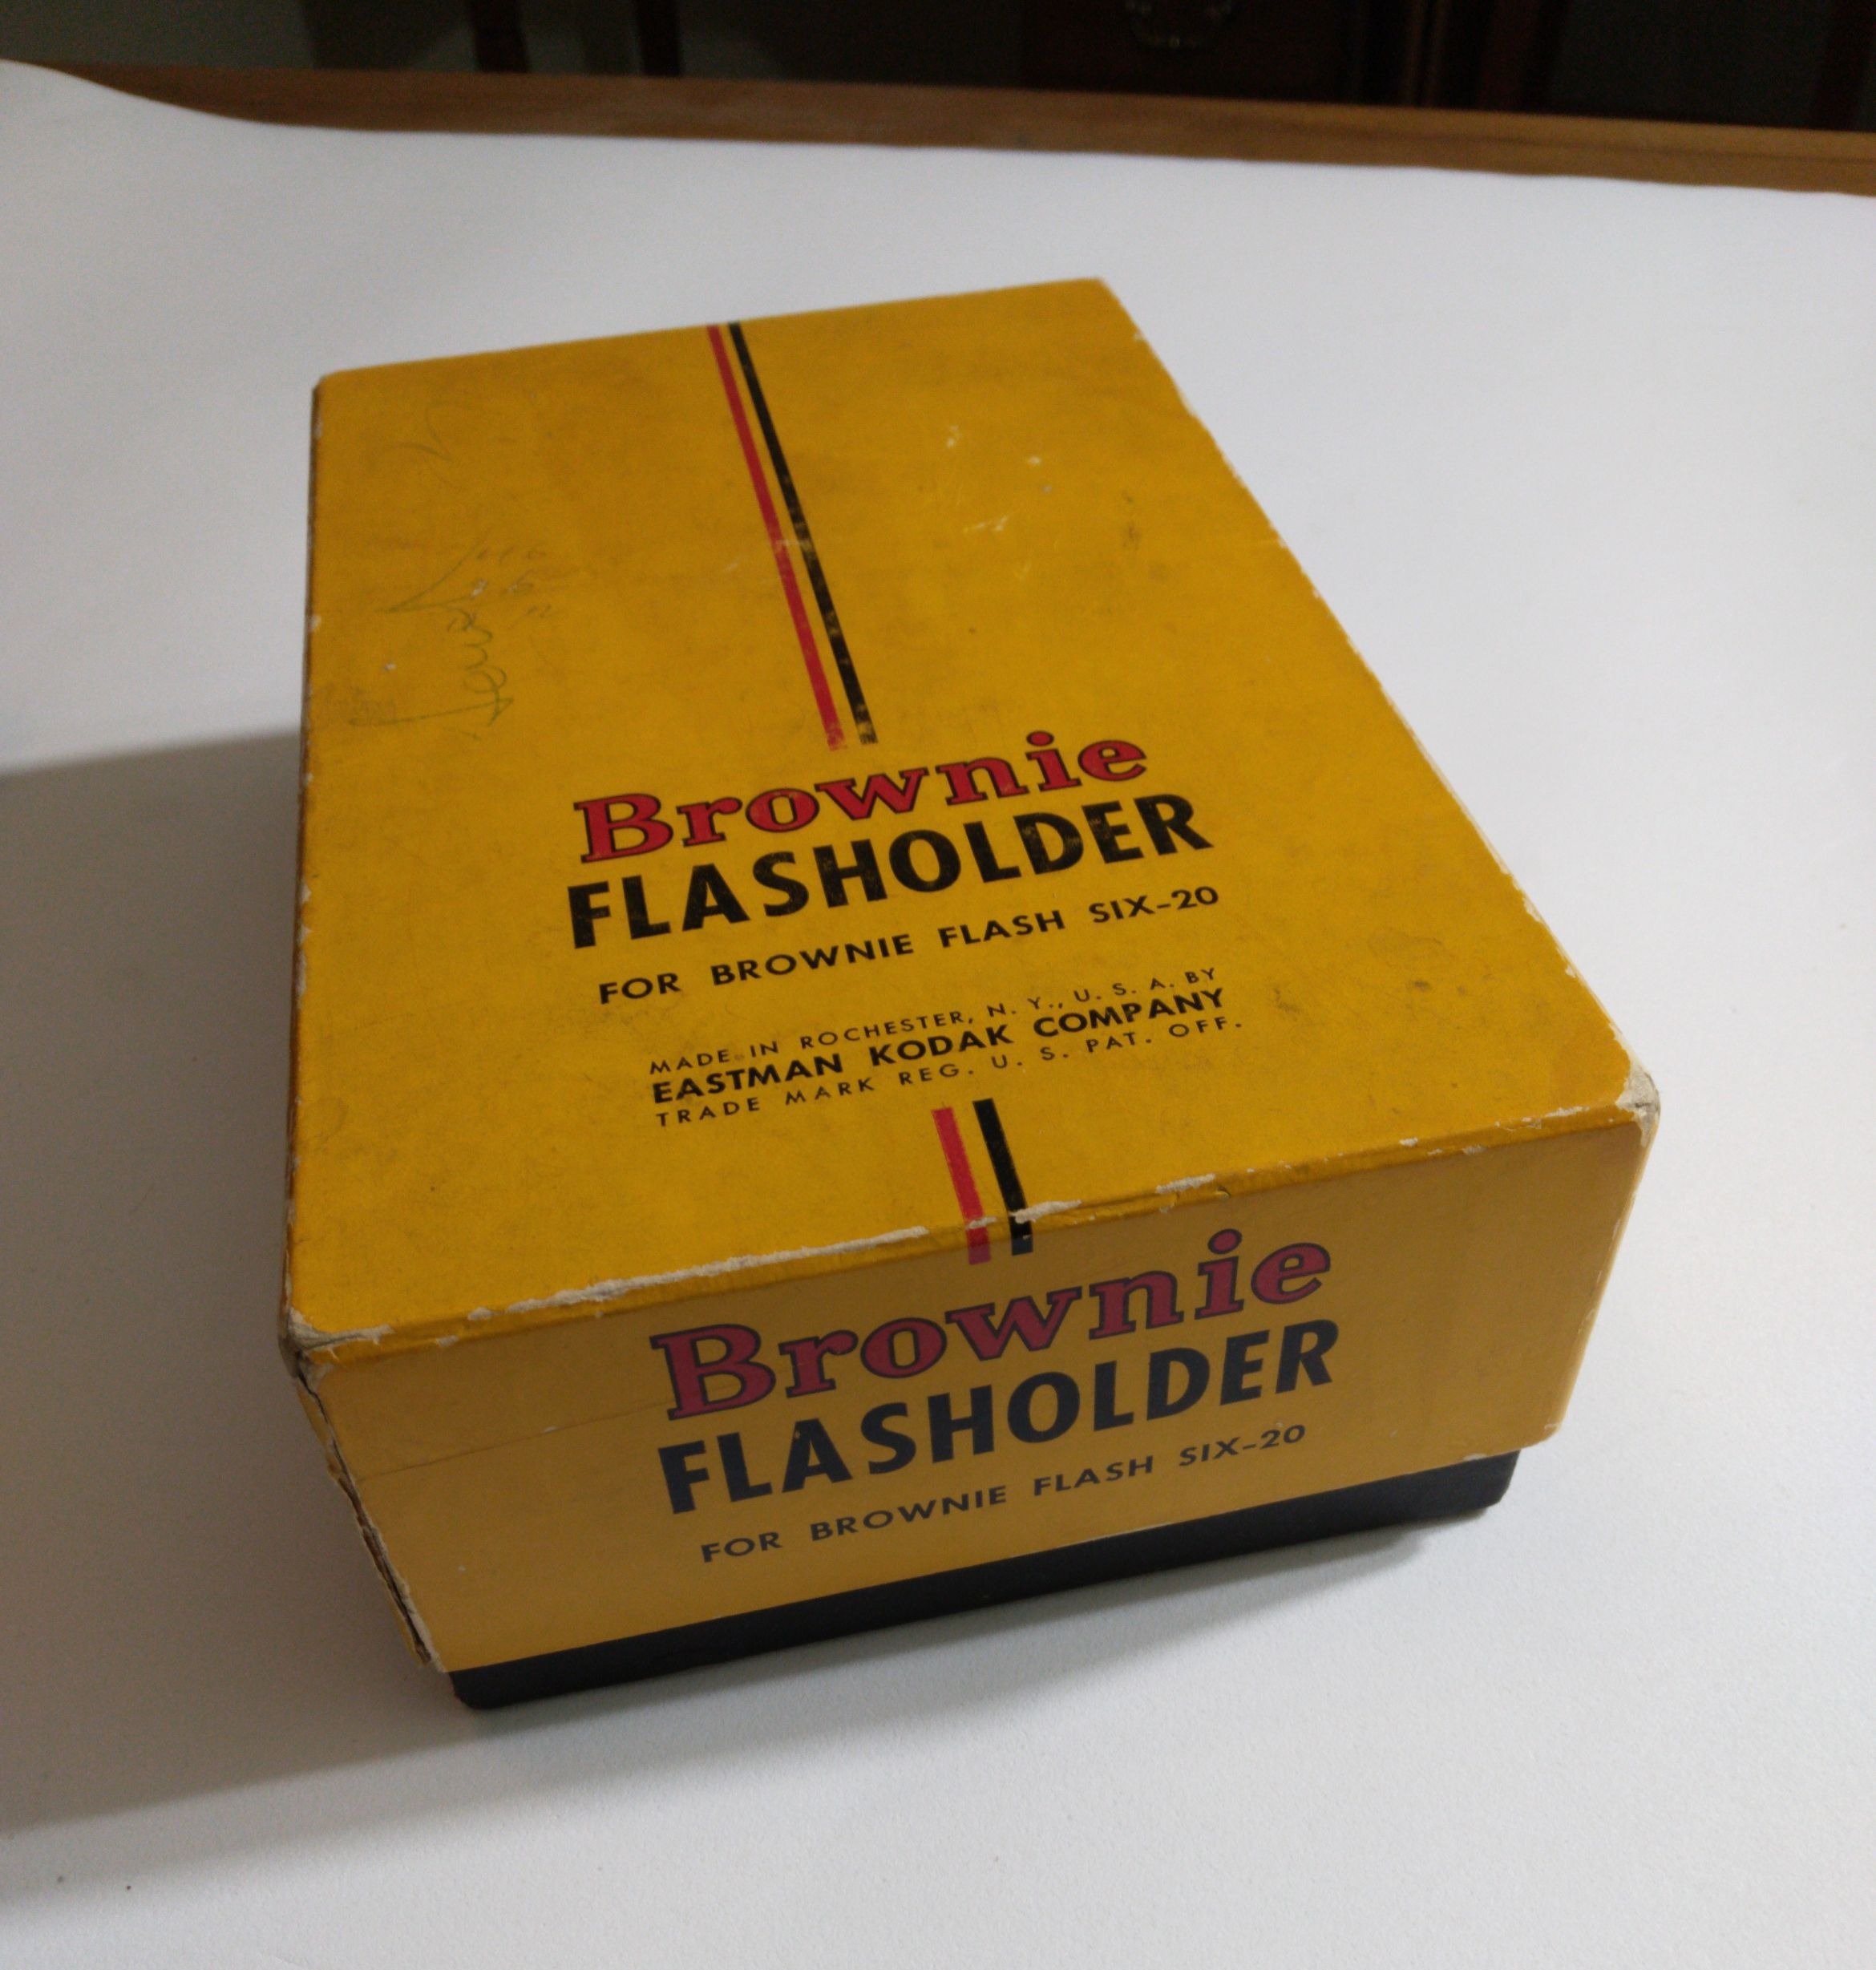 Brownie
FLASHOLDER
FOR BROWNIE FLASH SIX-20
MADE IN ROCHESTER, N. Y., U. S. A. BY
EASTMAN KODAK COMPANY
TRADE MARK REG. U. S. PAT. OFF.
Brownie
FLASHOLDER
FOR BROWNIE FLASH SIX-20